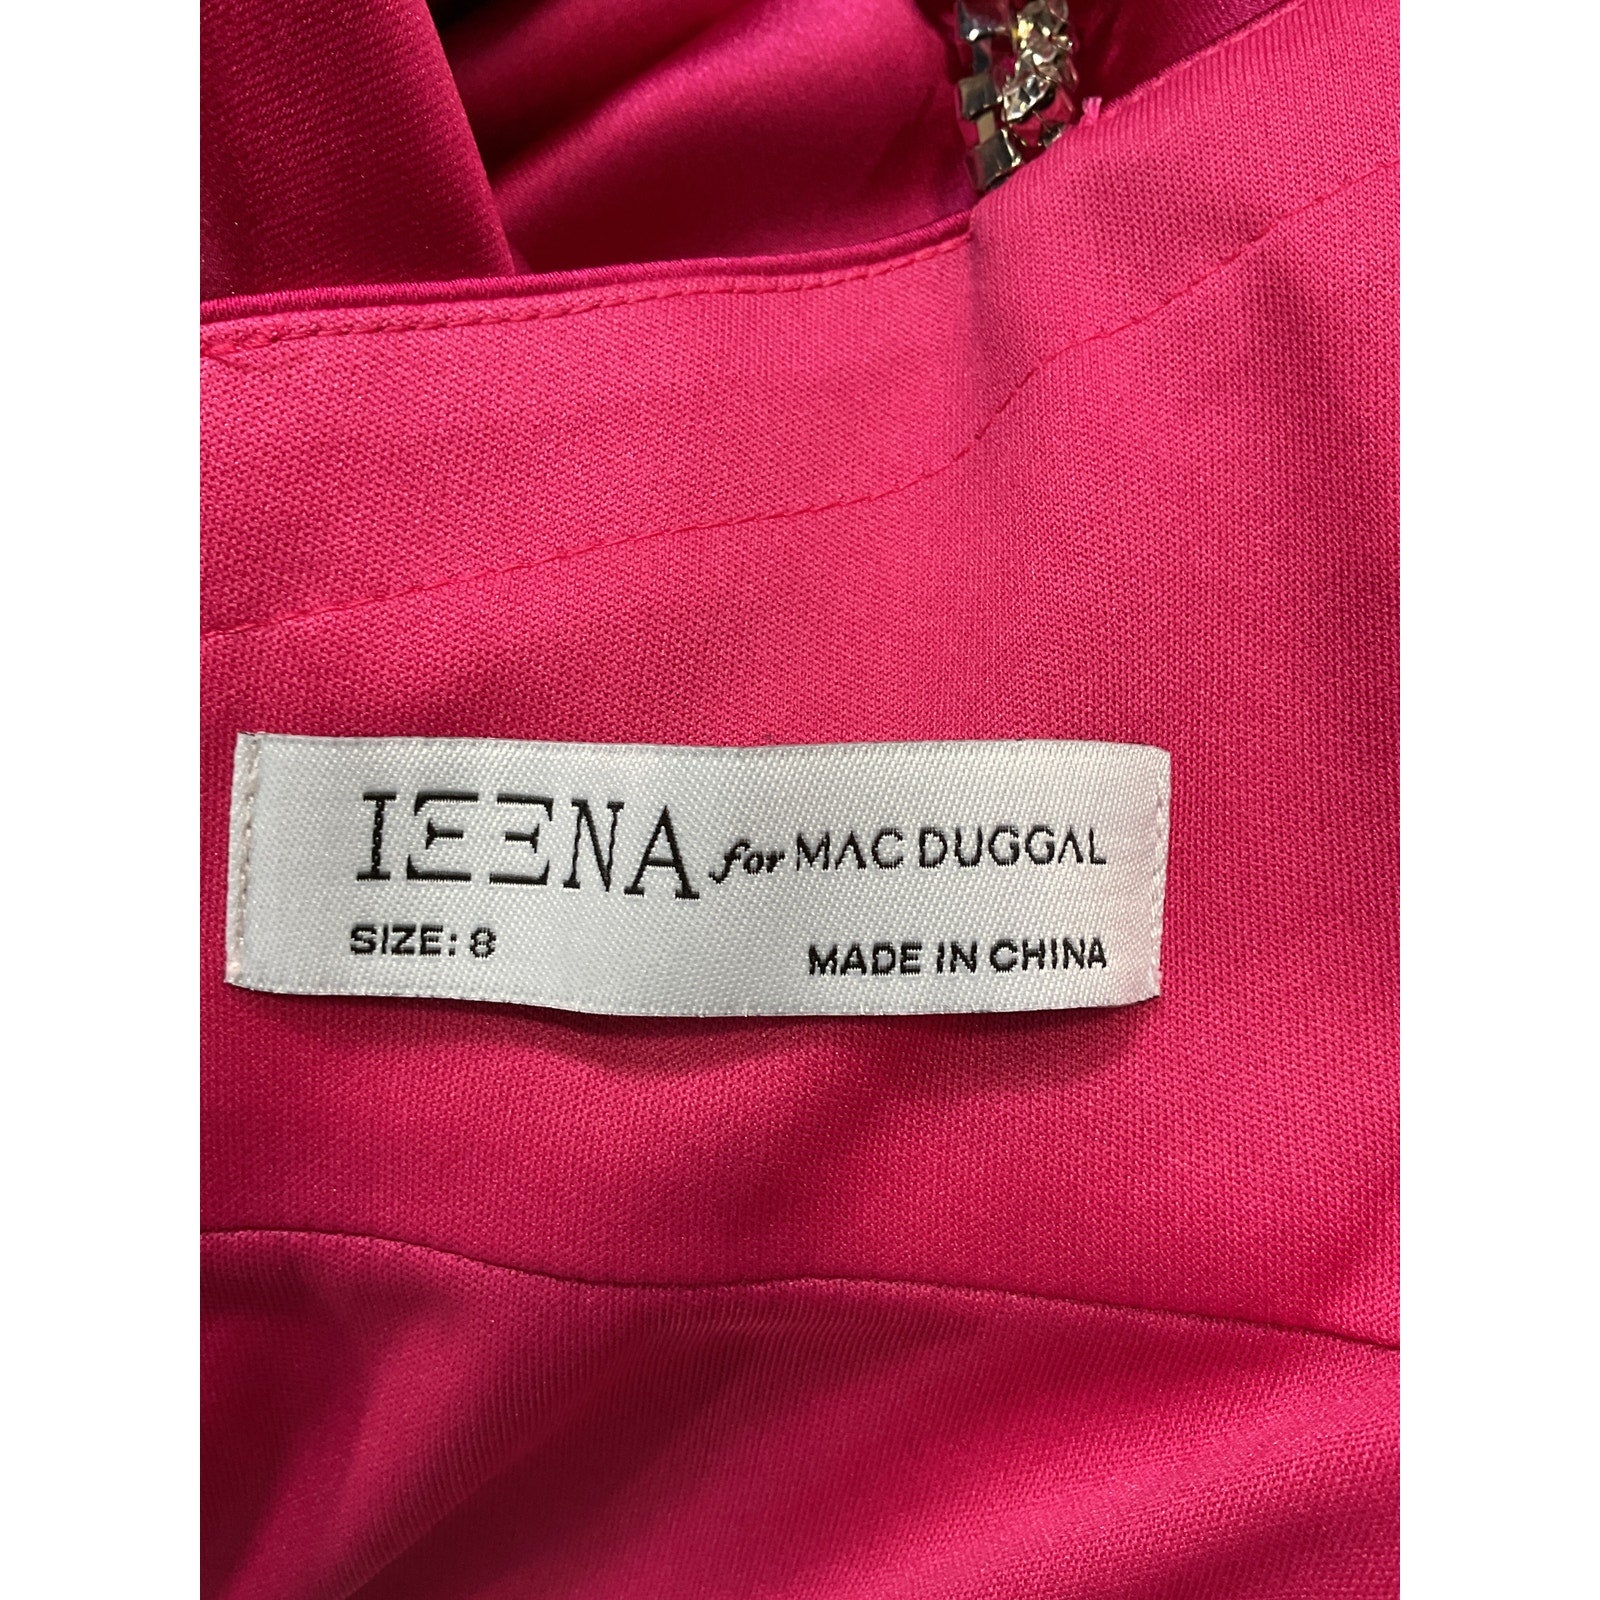 IEENA for MAC DUGGAL
SIZE: 8
MADE IN CHINA